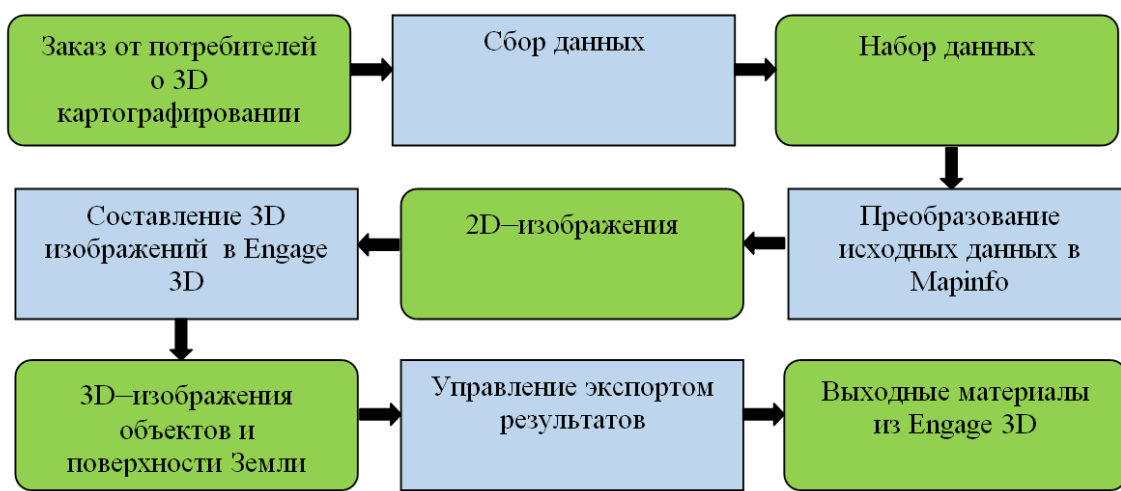 Заказ от потребителей
о 3D
картографировании
Сбор данных
Набор данных
Составление 3D
изображений в Engage
3D
2D–изображения
Преобразование
исходных данных в
Mapinfo
3D–изображения
объектов и
поверхности Земли
Управление экспортом
результатов
Выходные материалы
из Engage 3D